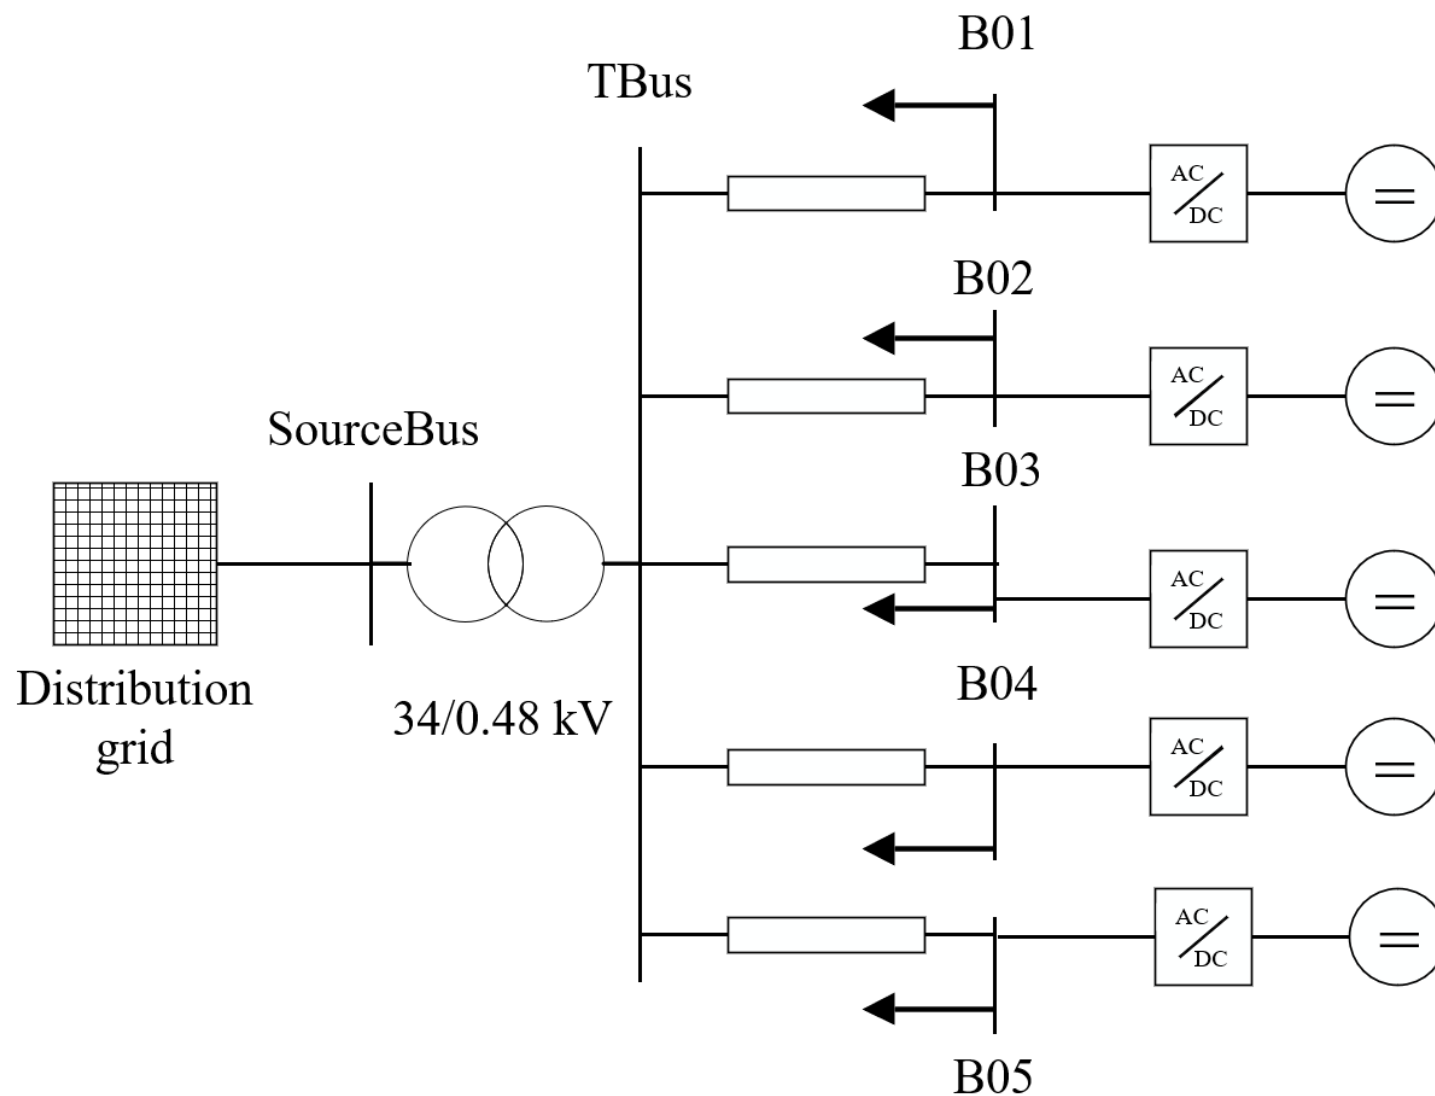 B01
TBus
AC
DC
B02
AC
DC
SourceBus
B03
AC
DC
Distribution
grid
34/0.48 kV
B04
AC
DC
AC
DC
B05